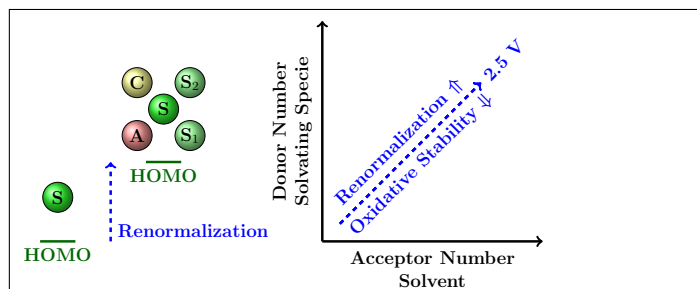 C
S₂
S
A
S₁
HOMO
S
Renormalization
HOMO
Donor Number
Solvating Specie
Renormalization ⇑
Oxidative Stability ⇓
2.5 V
Acceptor Number
Solvent